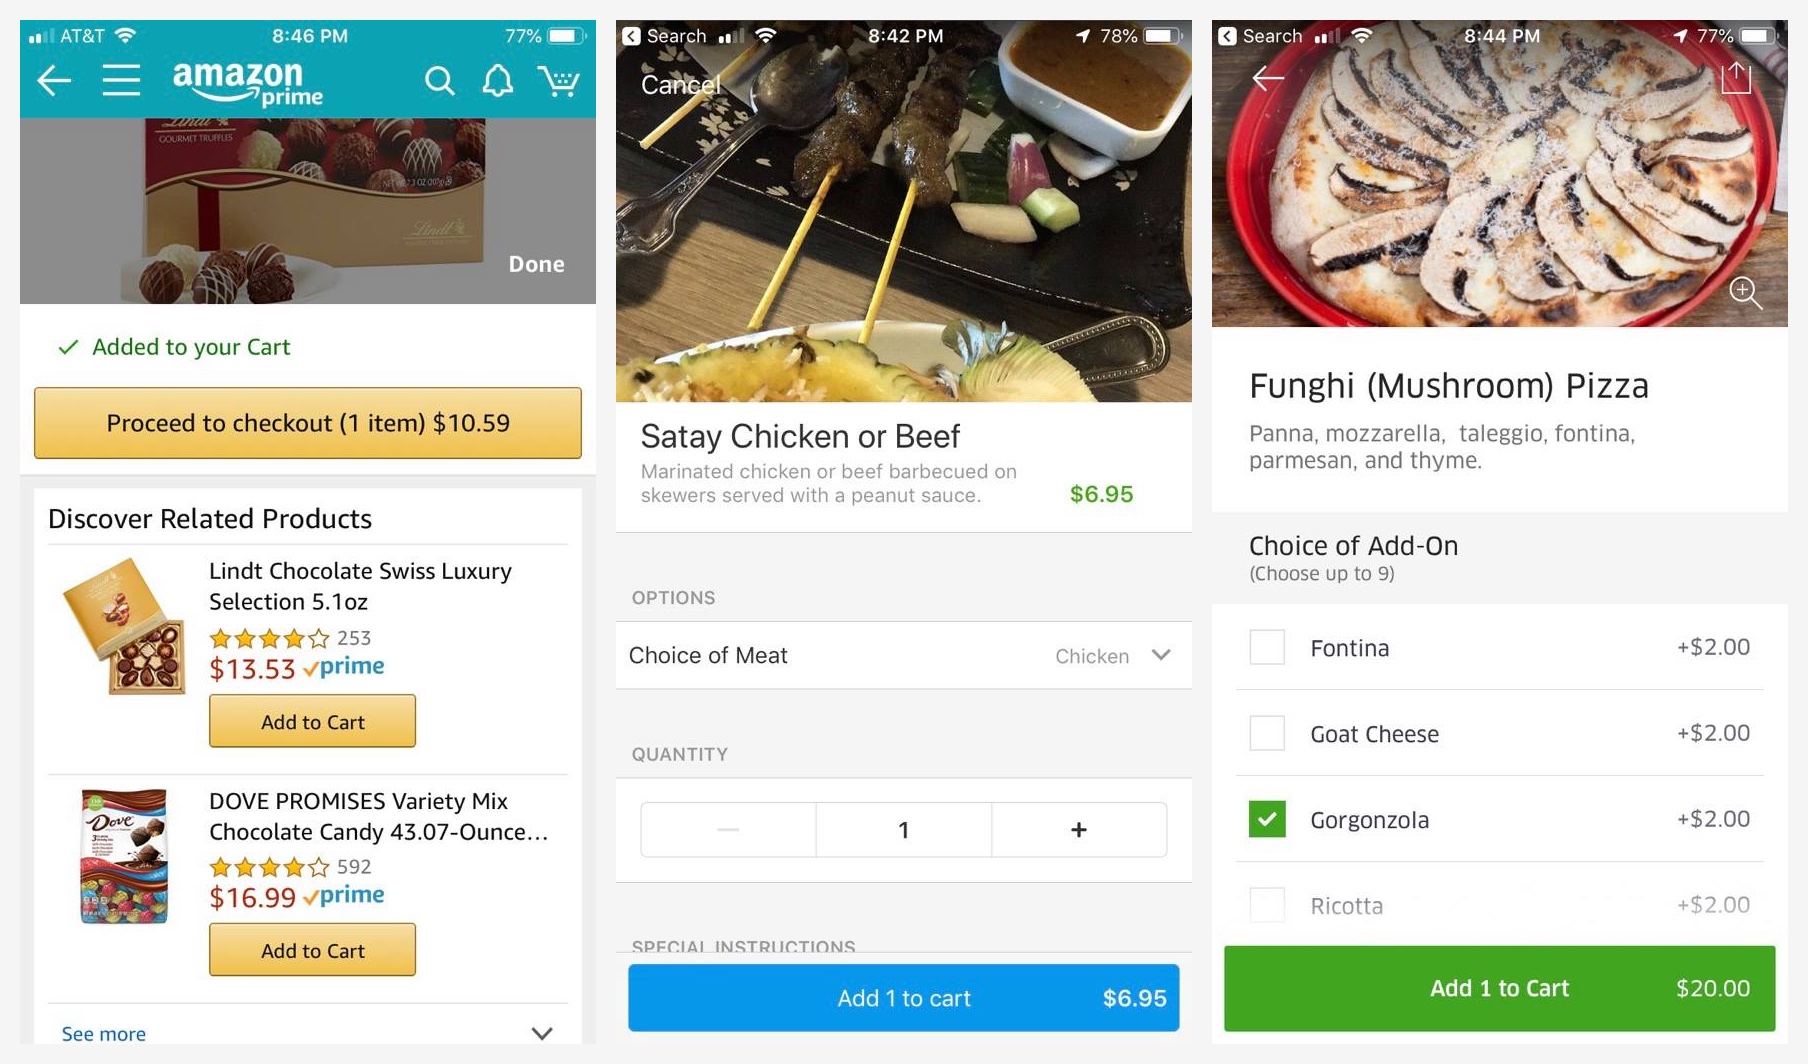 AT&T 8:46 PM 77%
amazon
prime
Lindt
GOURMET TRUFFLES
Lindt
Done
Added to your Cart
Proceed to checkout (1 item) $10.59
Discover Related Products
Lindt Chocolate Swiss Luxury
Selection 5.1oz
253
$13.53 prime
Add to Cart
Dove
DOVE PROMISES Variety Mix
Chocolate Candy 43.07-Ounce...
592
$16.99 prime
Add to Cart
See more
Search 8:42 PM 78%
Cancel
Satay Chicken or Beef
Marinated chicken or beef barbecued on
skewers served with a peanut sauce.
$6.95
OPTIONS
Choice of Meat Chicken
QUANTITY
— 1 +
SPECIAL INSTRUCTIONS
Add 1 to cart $6.95
Search 8:44 PM 77%
Funghi (Mushroom) Pizza
Panna, mozzarella, taleggio, fontina,
parmesan, and thyme.
Choice of Add-On
(Choose up to 9)
Fontina +$2.00
Goat Cheese +$2.00
Gorgonzola +$2.00
Ricotta +$2.00
Add 1 to Cart $20.00